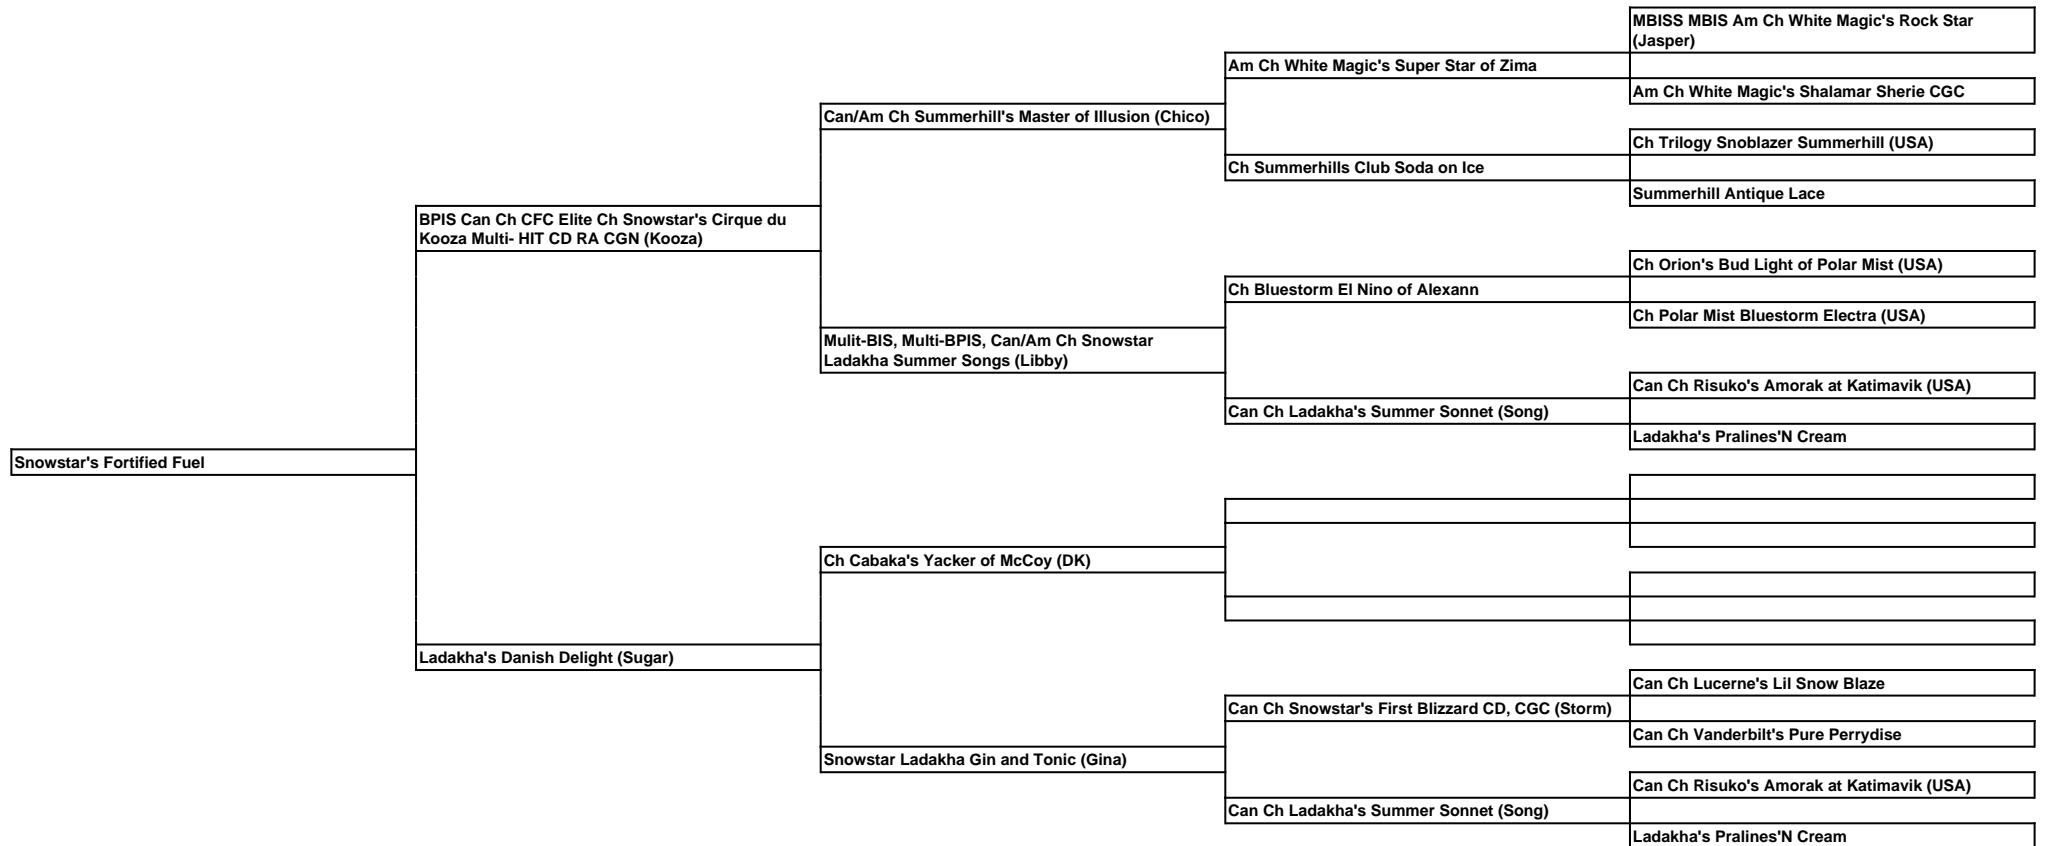 MBISS MBIS Am Ch White Magic's Rock Star
(Jasper)
Am Ch White Magic's Super Star of Zima
Am Ch White Magic's Shalamar Sherie CGC
Can/Am Ch Summerhill's Master of Illusion (Chico)
Ch Trilogy Snoblazer Summerhill (USA)
Ch Summerhills Club Soda on Ice
Summerhill Antique Lace
BPIS Can Ch CFC Elite Ch Snowstar's Cirque du
Kooza Multi- HIT CD RA CGN (Kooza)
Ch Orion's Bud Light of Polar Mist (USA)
Ch Bluestorm El Nino of Alexann
Ch Polar Mist Bluestorm Electra (USA)
Mulit-BIS, Multi-BPIS, Can/Am Ch Snowstar
Ladakha Summer Songs (Libby)
Can Ch Risuko's Amorak at Katimavik (USA)
Can Ch Ladakha's Summer Sonnet (Song)
Ladakha's Pralines'N Cream
Snowstar's Fortified Fuel
Ch Cabaka's Yacker of McCoy (DK)
Ladakha's Danish Delight (Sugar)
Can Ch Lucerne's Lil Snow Blaze
Can Ch Snowstar's First Blizzard CD, CGC (Storm)
Can Ch Vanderbilt's Pure Perrydise
Snowstar Ladakha Gin and Tonic (Gina)
Can Ch Risuko's Amorak at Katimavik (USA)
Can Ch Ladakha's Summer Sonnet (Song)
Ladakha's Pralines'N Cream